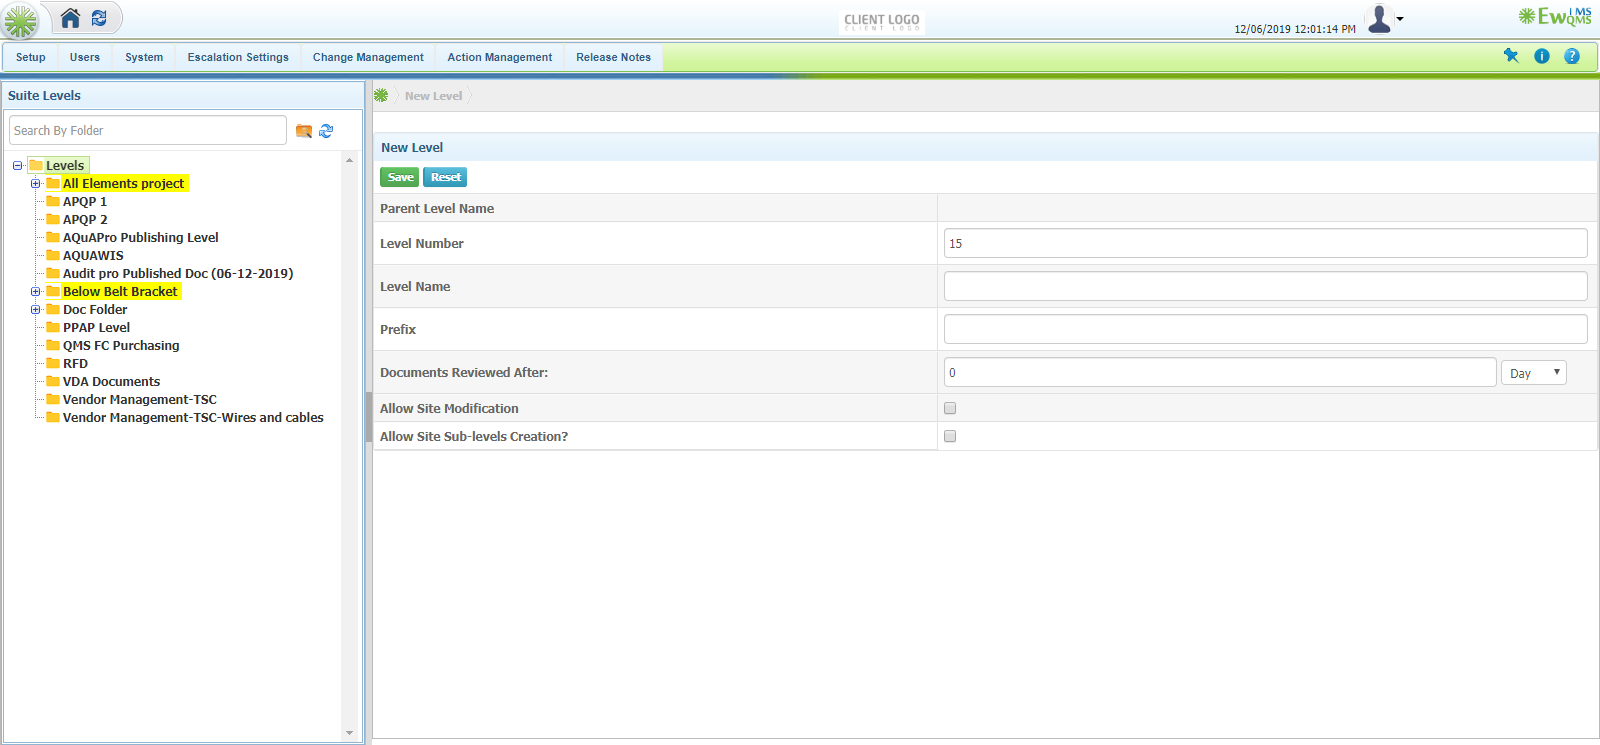 CLIENT LOGO
CLIENT LOGO
12/06/2019 12:01:14 PM
EwQMS
IMS
Setup Users System Escalation Settings Change Management Action Management Release Notes
Suite Levels
New Level
Search By Folder
Levels
All Elements project
APQP 1
APQP 2
AQuAPro Publishing Level
AQUAWIS
Audit pro Published Doc (06-12-2019)
Below Belt Bracket
Doc Folder
PPAP Level
QMS FC Purchasing
RFD
VDA Documents
Vendor Management-TSC
Vendor Management-TSC-Wires and cables
New Level
Save Reset
Parent Level Name
Level Number 15
Level Name
Prefix
Documents Reviewed After: 0 Day
Allow Site Modification
Allow Site Sub-levels Creation?